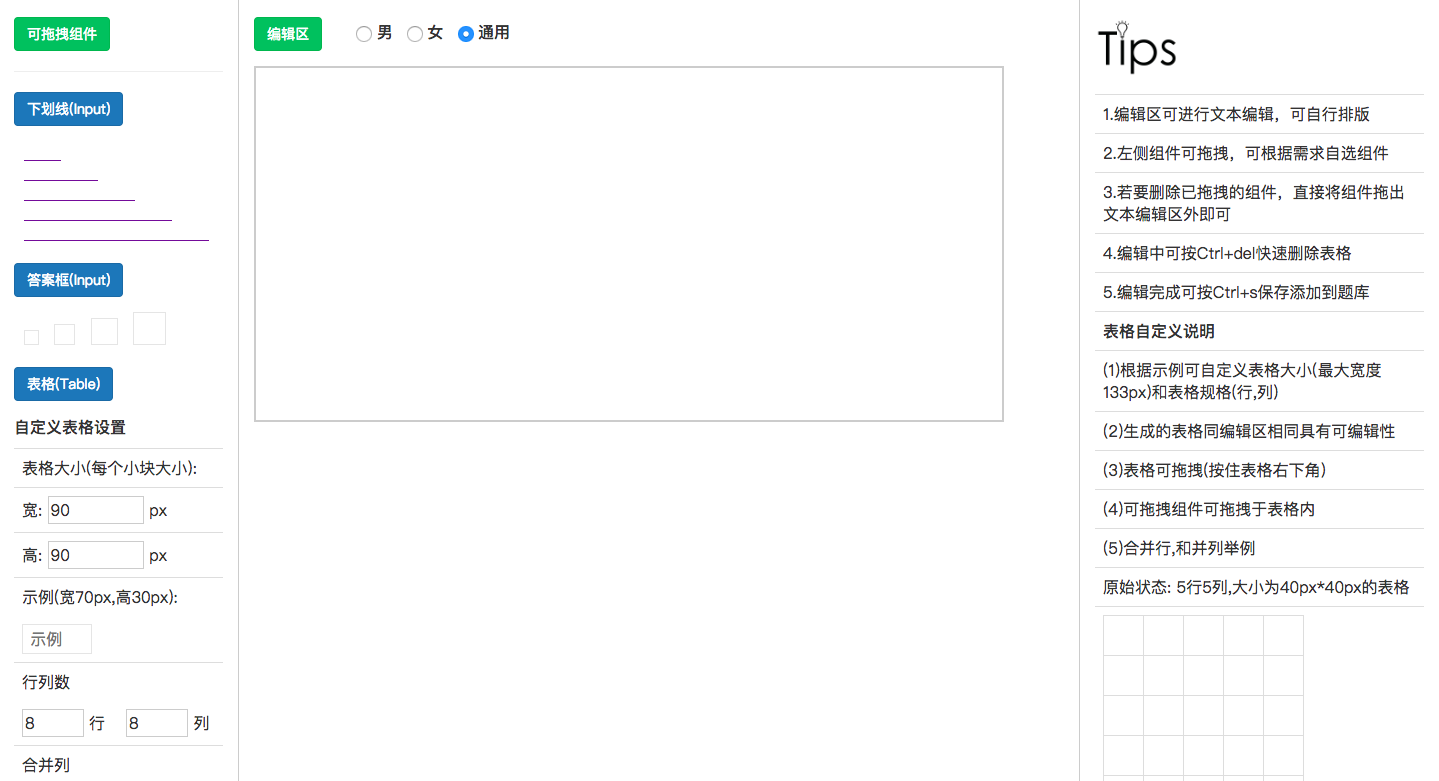 可拖拽组件
下划线(Input)
答案框(Input)
表格(Table)
自定义表格设置
表格大小(每个小块大小):
宽: 90 px
高: 90 px
示例(宽70px,高30px):
示例
行列数
8 行 8 列
合并列
编辑区 男 女 通用
Tips
1.编辑区可进行文本编辑，可自行排版
2.左侧组件可拖拽，可根据需求自选组件
3.若要删除已拖拽的组件，直接将组件拖出
文本编辑区外即可
4.编辑中可按Ctrl+del快速删除表格
5.编辑完成可按Ctrl+s保存添加到题库
表格自定义说明
(1)根据示例可自定义表格大小(最大宽度
133px)和表格规格(行,列)
(2)生成的表格同编辑区相同具有可编辑性
(3)表格可拖拽(按住表格右下角)
(4)可拖拽组件可拖拽于表格内
(5)合并行,和并列举例
原始状态: 5行5列,大小为40px*40px的表格